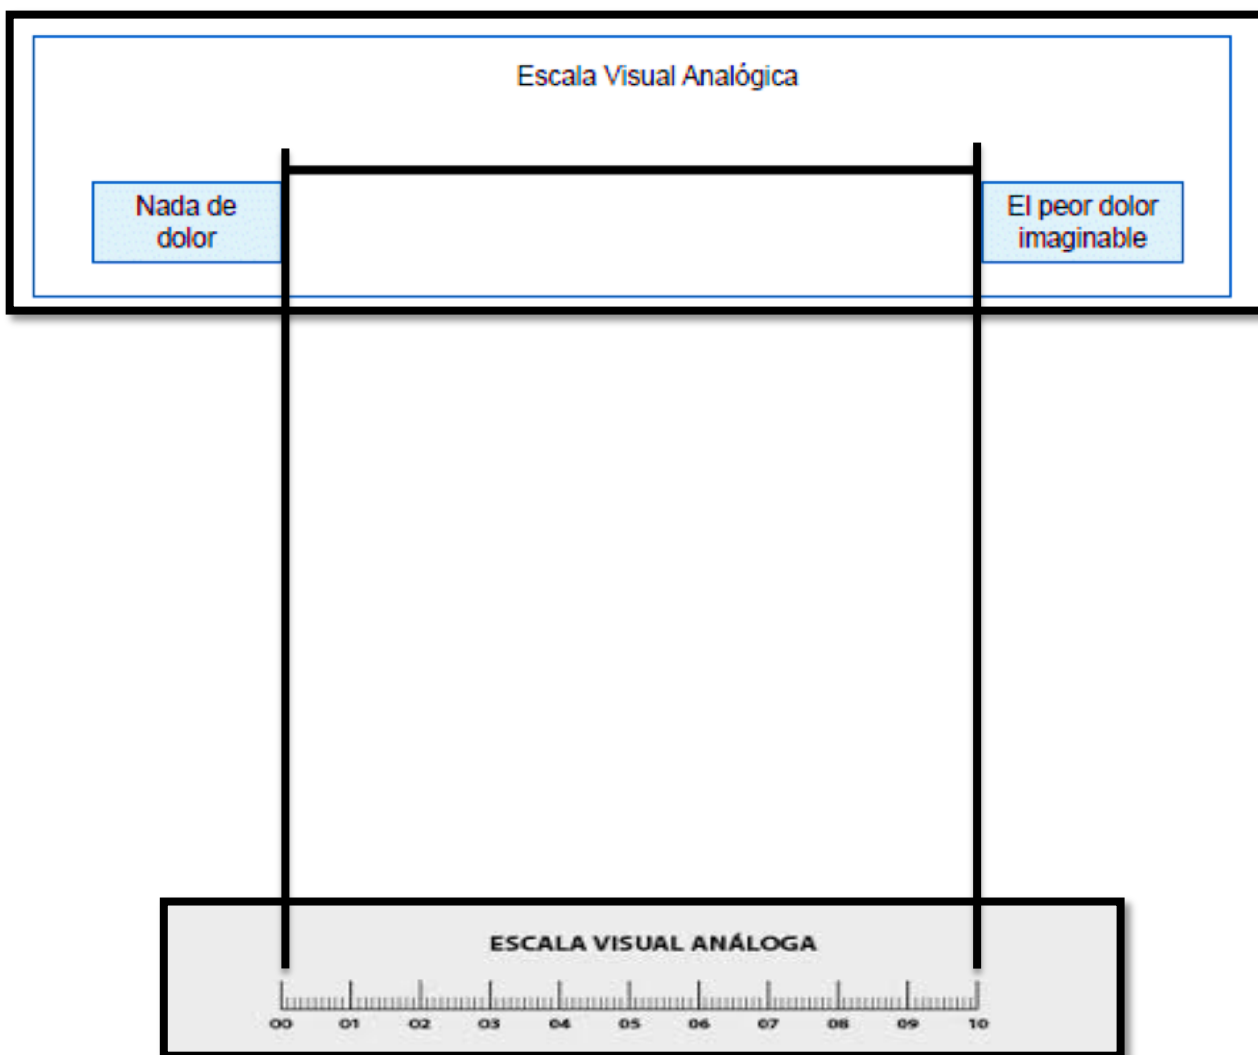 Escala Visual Analógica
Nada de
dolor
El peor dolor
imaginable
ESCALA VISUAL ANÁLOGA
00 01 02 03 04 05 06 07 08 09 10